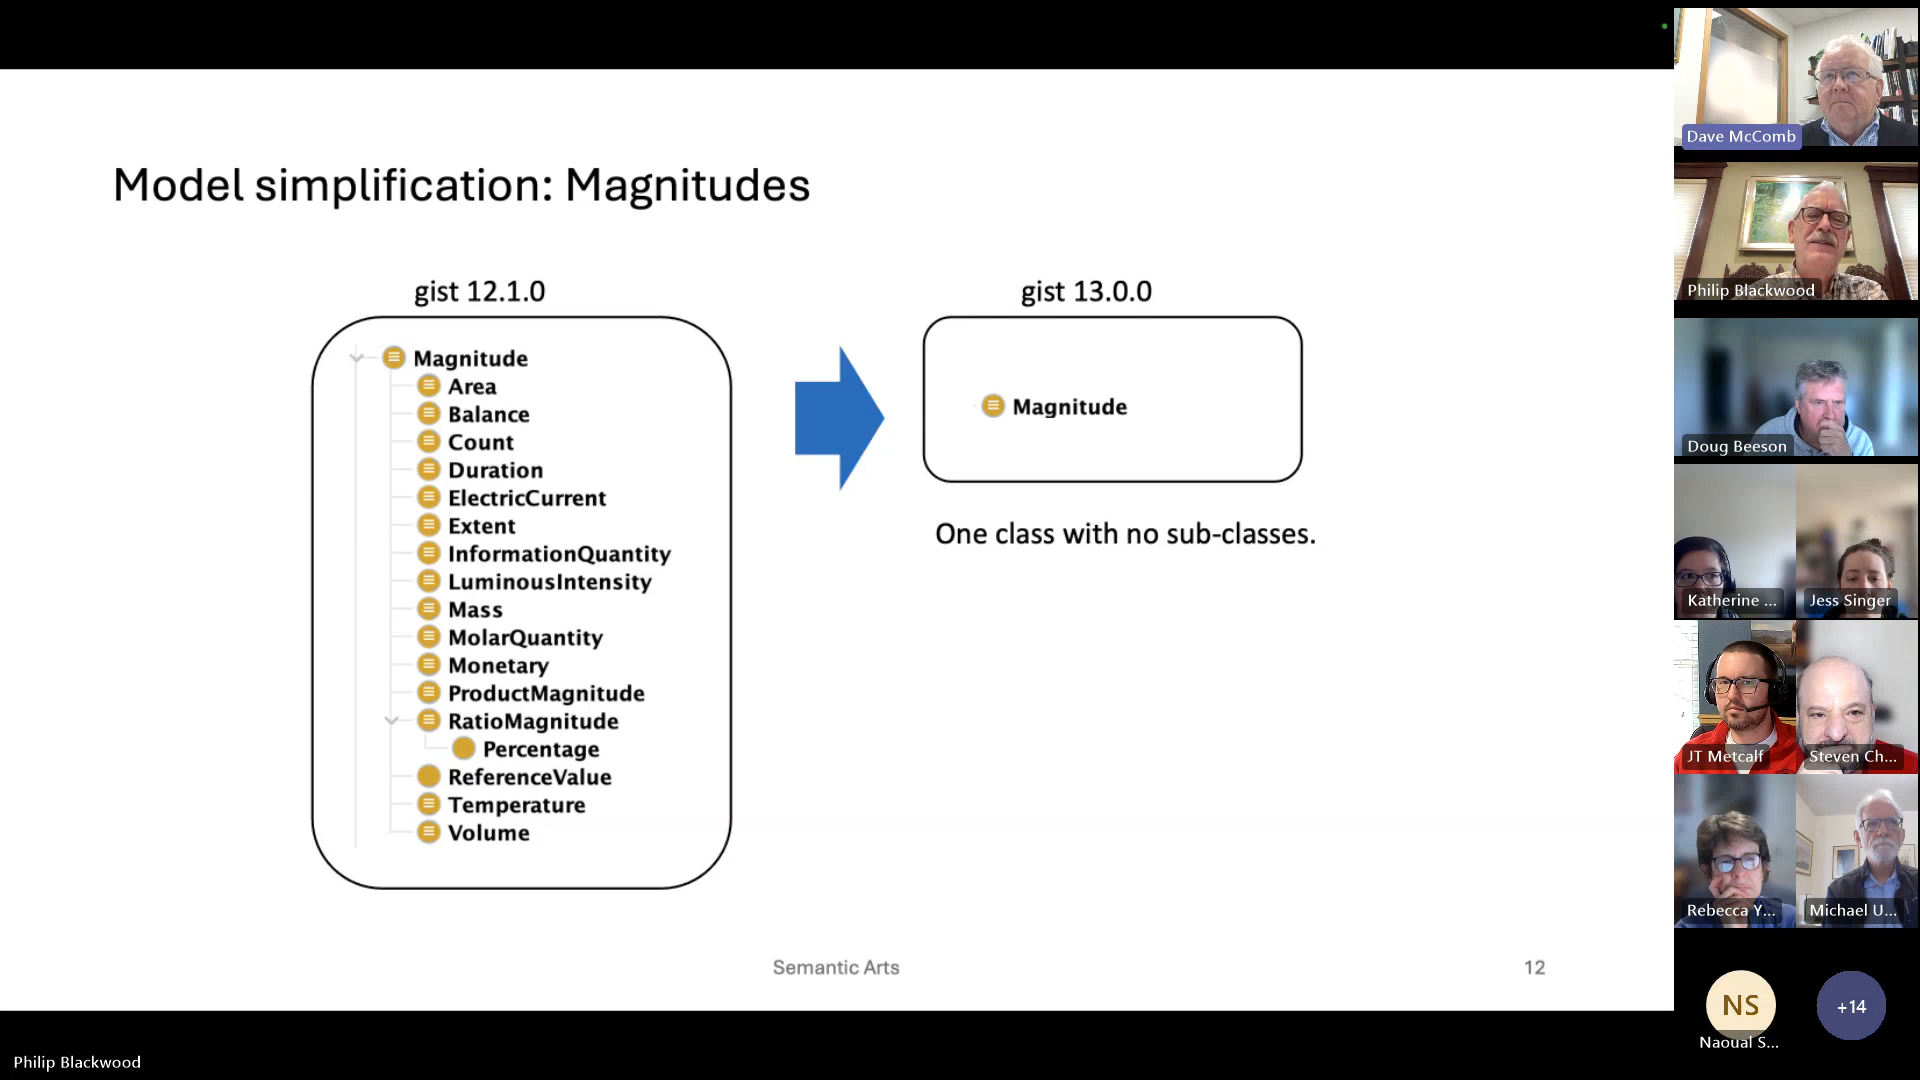 Model simplification: Magnitudes
gist 12.1.0
Magnitude
Area
Balance
Count
Duration
ElectricCurrent
Extent
InformationQuantity
LuminousIntensity
Mass
MolarQuantity
Monetary
ProductMagnitude
RatioMagnitude
Percentage
ReferenceValue
Temperature
Volume
gist 13.0.0
Magnitude
One class with no sub-classes.
Semantic Arts
12
Philip Blackwood
Dave McComb
Philip Blackwood
Doug Beeson
Katherine ...
Jess Singer
JT Metcalf
Steven Ch...
Rebecca Y...
Michael U...
NS
+14
Naoual S...